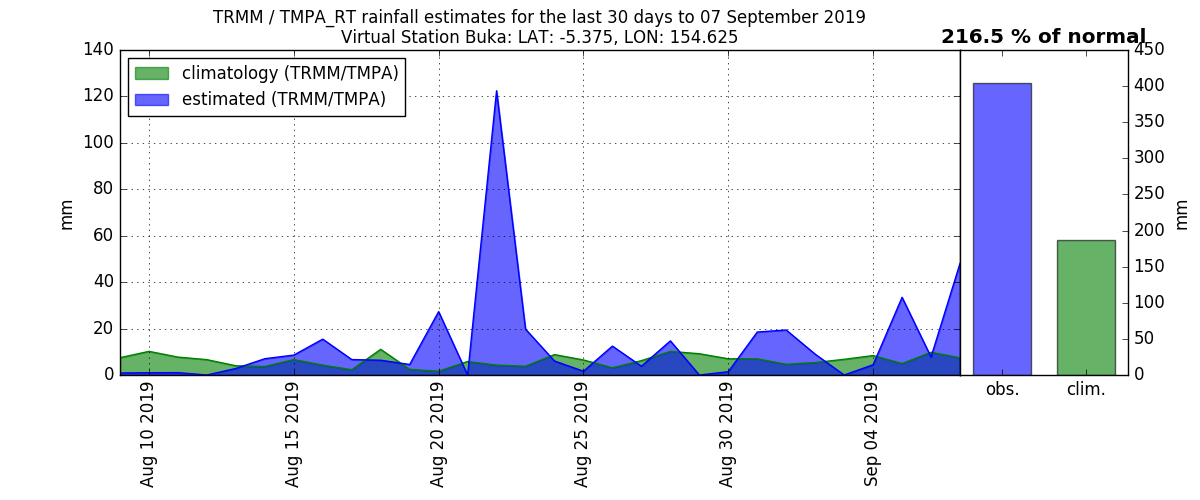 TRMM / TMPA_RT rainfall estimates for the last 30 days to 07 September 2019
Virtual Station Buka: LAT: -5.375, LON: 154.625
216.5 % of normal
climatology (TRMM/TMPA)
estimated (TRMM/TMPA)
140
120
100
80
60
40
20
0
mm
Aug 10 2019
Aug 15 2019
Aug 20 2019
Aug 25 2019
Aug 30 2019
Sep 04 2019
450
400
350
300
250
200
150
100
50
0
mm
obs.
clim.